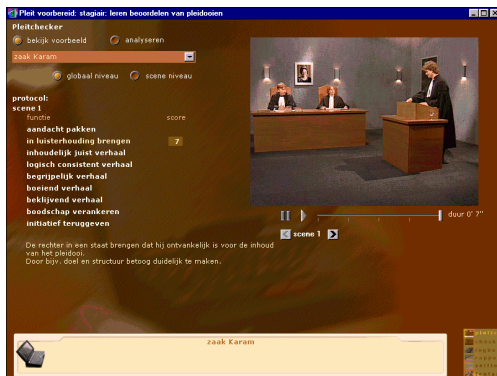 Pleit voorbereid: stagiair: leren beoordelen van pleidooien
Pleitchecker
bekijk voorbeeld analyseren
zaak Karam
globaal niveau scene niveau
protocol:
scene 1
functie score
aandacht pakken
in luisterhouding brengen 7
inhoudelijk juist verhaal
logisch consistent verhaal
begrijpelijk verhaal
boeiend verhaal
beklijvend verhaal
boodschap verankeren
initiatief teruggeven
duur 0' ?"
scene 1
De rechter in een staat brengen dat hij ontvankelijk is voor de inhoud
van het pleidooi.
Door bijv. doel en structuur betoog duidelijk te maken.
zaak Karam